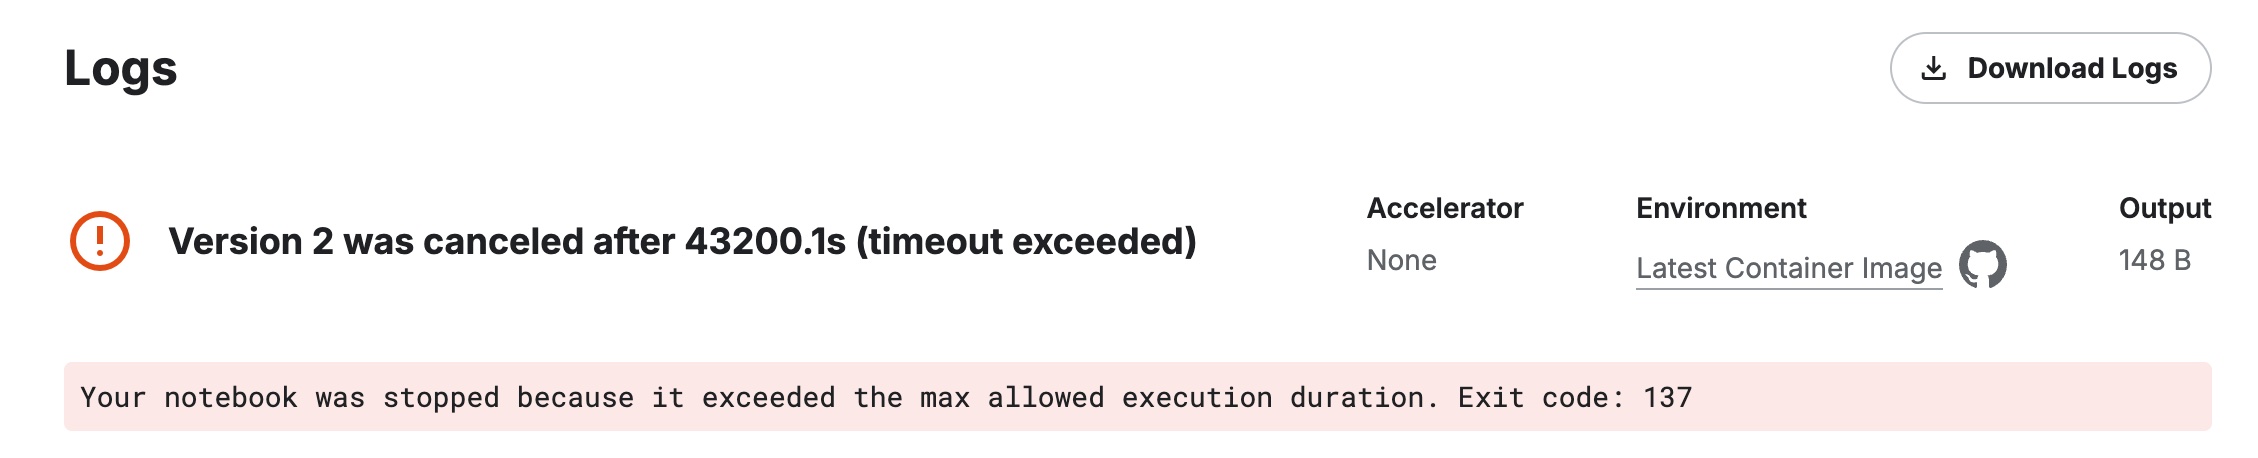 Logs
Download Logs
Version 2 was canceled after 43200.1s (timeout exceeded)
Accelerator
None
Environment
Latest Container Image
Output
148 B
Your notebook was stopped because it exceeded the max allowed execution duration. Exit code: 137